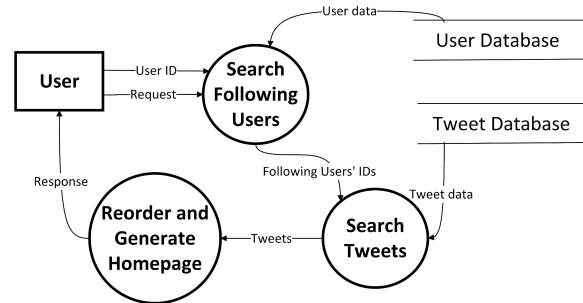 User data
User Database
User
User ID
Request
Search
Following
Users
Tweet Database
Following Users' IDs
Response
Tweet data
Reorder and
Generate
Homepage
Tweets
Search
Tweets